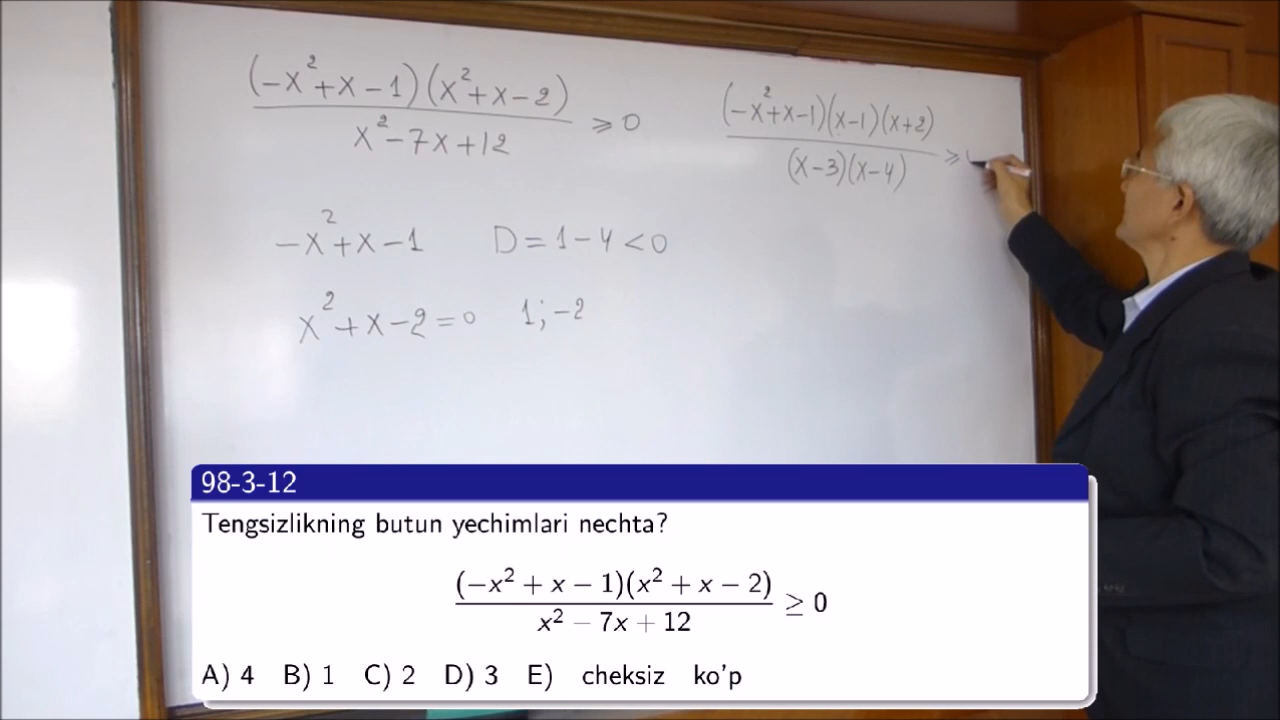 (-x²+x-1)(x²+x-2)
x²-7x+12
≥0
(-x²+x-1)(x-1)(x+2)
(x-3)(x-4)
≥
-x²+x-1 D=1-4<0
x²+x-2=0 1;-2
98-3-12
Tengsizlikning butun yechimlari nechta?
(−x² + x − 1)(x² + x − 2)
x² − 7x + 12
≥ 0
A) 4 B) 1 C) 2 D) 3 E) cheksiz ko'p